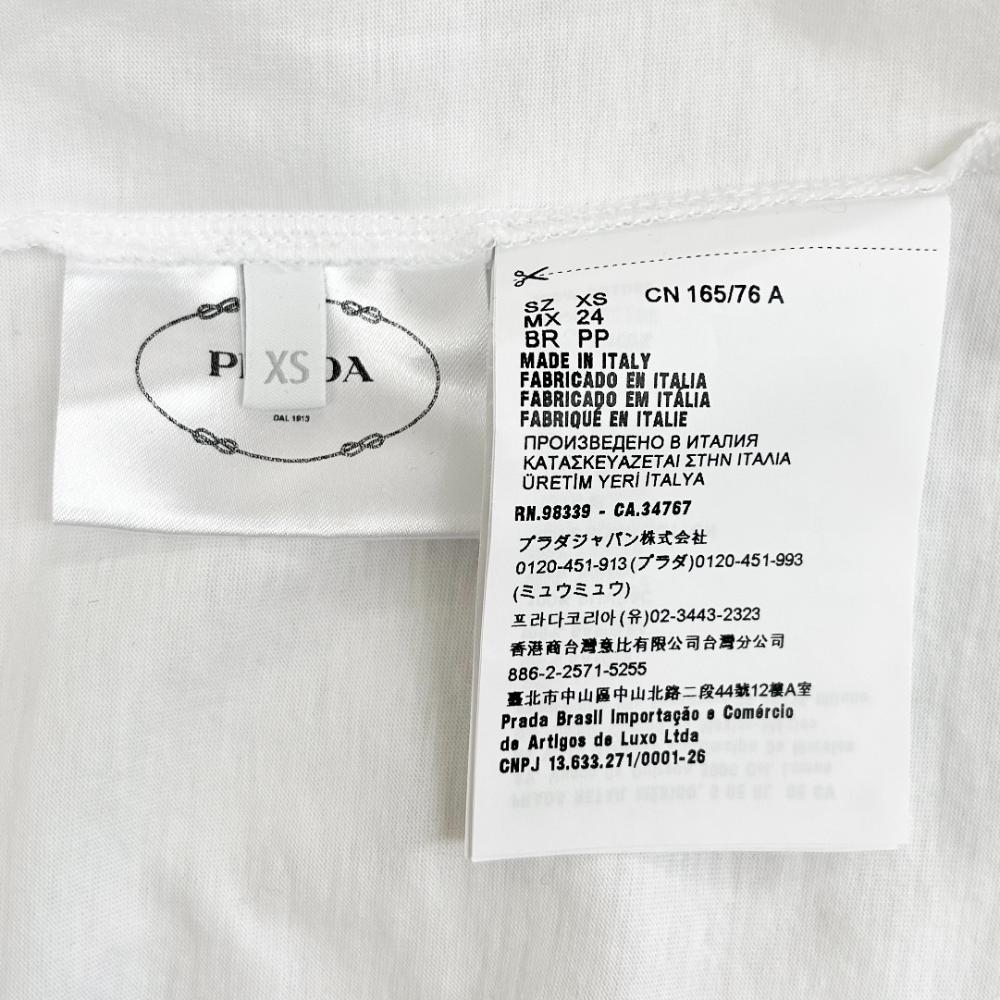 XS
DAL 1913
SZ XS CN 165/76 A
MX 24
BR PP
MADE IN ITALY
FABRICADO EN ITALIA
FABRICADO EM ITÁLIA
FABRIQUÉ EN ITALIE
ПРОИЗВЕДЕНО В ИТАЛИЯ
ΚΑΤΑΣΚΕΥΑΖΕΤΑΙ ΣΤΗΝ ΙΤΑΛΙΑ
ÜRETİM YERİ İTALYA
RN.98339 - CA.34767
プラダジャパン株式会社
0120-451-913(プラダ)0120-451-993
(ミュウミュウ)
프라다코리아(유)02-3443-2323
香港商台灣意比有限公司台灣分公司
886-2-2571-5255
臺北市中山區中山北路二段44號12樓A室
Prada Brasil Importação e Comércio
de Artigos de Luxo Ltda
CNPJ 13.633.271/0001-26